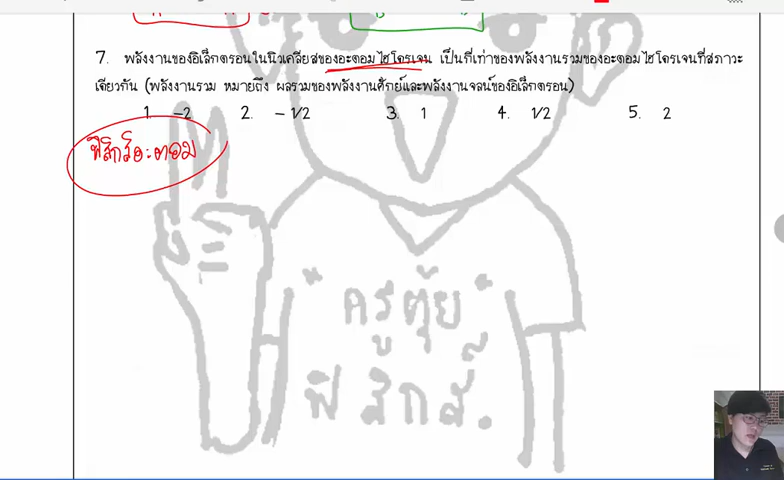 7. พลังงานของอิเล็กตรอนในนิวเคลียสของอะตอมไฮโดรเจน เป็นกี่เท่าของพลังงานรวมของอะตอมไฮโดรเจนที่สภาวะ
เดียวกัน (พลังงานรวม หมายถึง ผลรวมของพลังงานศักย์และพลังงานจลน์ของอิเล็กตรอน)
1. -2 2. - 1/2 3. 1 4. 1/2 5. 2
ฟิสิกส์อะตอม
"ครูตุ้ย"
ฟิสิกส์.